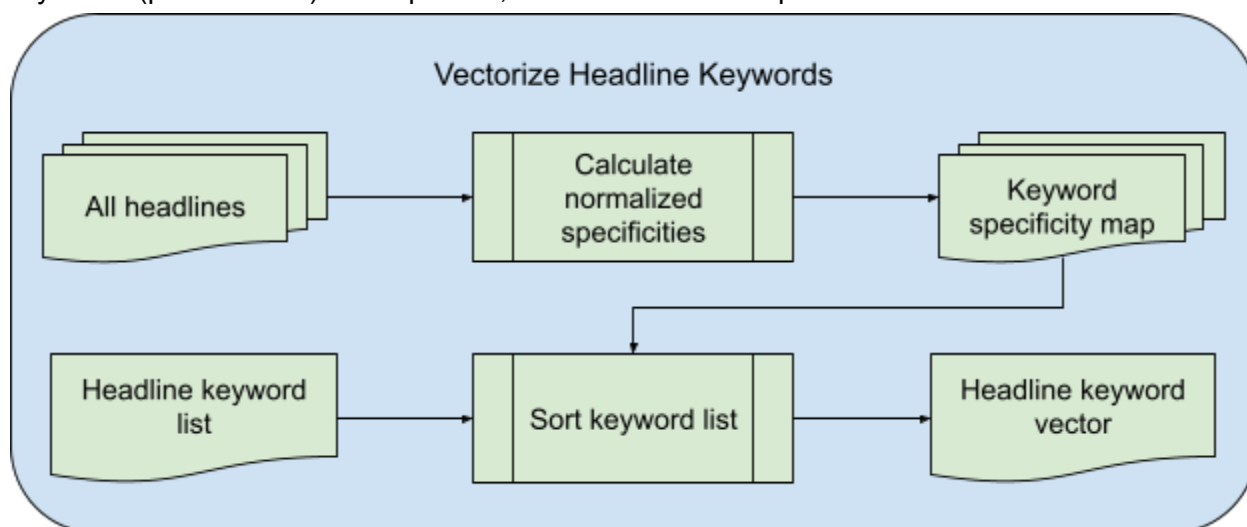 Vectorize Headline Keywords
All headlines
Calculate
normalized
specificities
Keyword
specificity map
Headline keyword
list
Sort keyword list
Headline keyword
vector